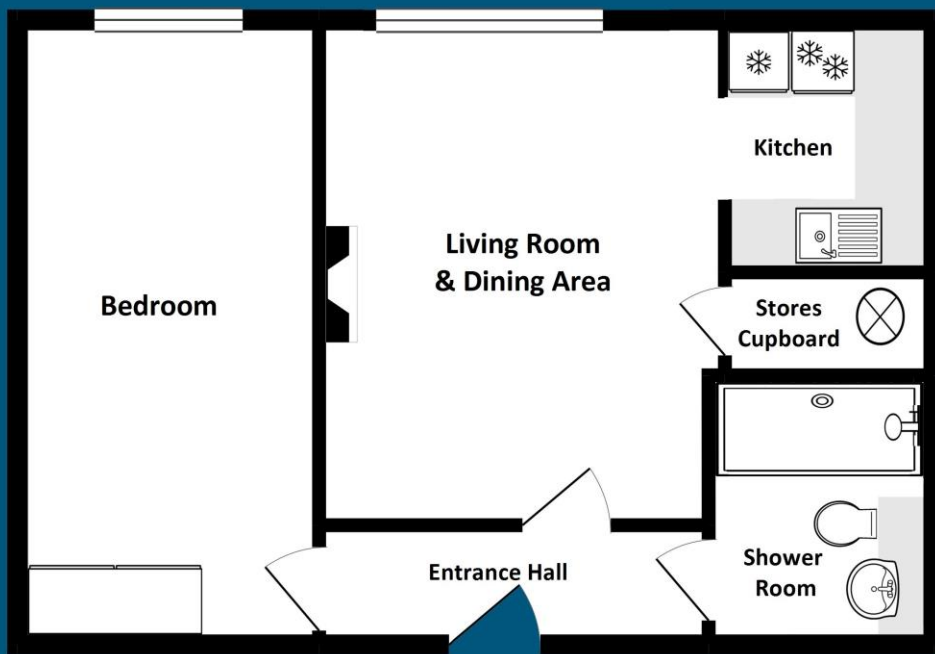 Kitchen
Living Room
& Dining Area
Bedroom
Stores
Cupboard
Entrance Hall
Shower
Room